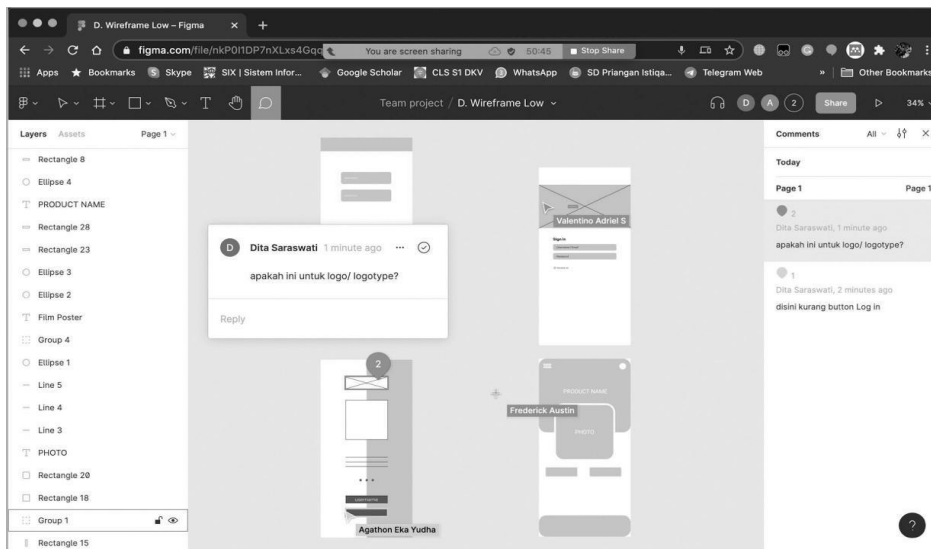 D. Wireframe Low – Figma
figma.com/file/nkP0I1DP7nXLxs4Gqq
You are screen sharing
50:45
Stop Share
Apps
Bookmarks
Skype
SIX | Sistem Infor...
Google Scholar
CLS S1 DKV
WhatsApp
SD Priangan Istiqa...
Telegram Web
»
Other Bookmarks
Team project / D. Wireframe Low
D
A
2
Share
34%
Layers
Assets
Page 1
Rectangle 8
Ellipse 4
PRODUCT NAME
Rectangle 28
Rectangle 23
Ellipse 3
Ellipse 2
Film Poster
Group 4
Ellipse 1
Line 5
Line 4
Line 3
PHOTO
Rectangle 20
Rectangle 18
Group 1
Rectangle 15
D
Dita Saraswati 1 minute ago
apakah ini untuk logo/ logotype?
Reply
2
Agathon Eka Yudha
Valentino Adriel S
Sign in
Frederick Austin
PRODUCT NAME
PHOTO
Comments
All
Today
Page 1
Page 1
2
Dita Saraswati, 1 minute ago
apakah ini untuk logo/ logotype?
1
Dita Saraswati, 2 minutes ago
disini kurang button Log in
?